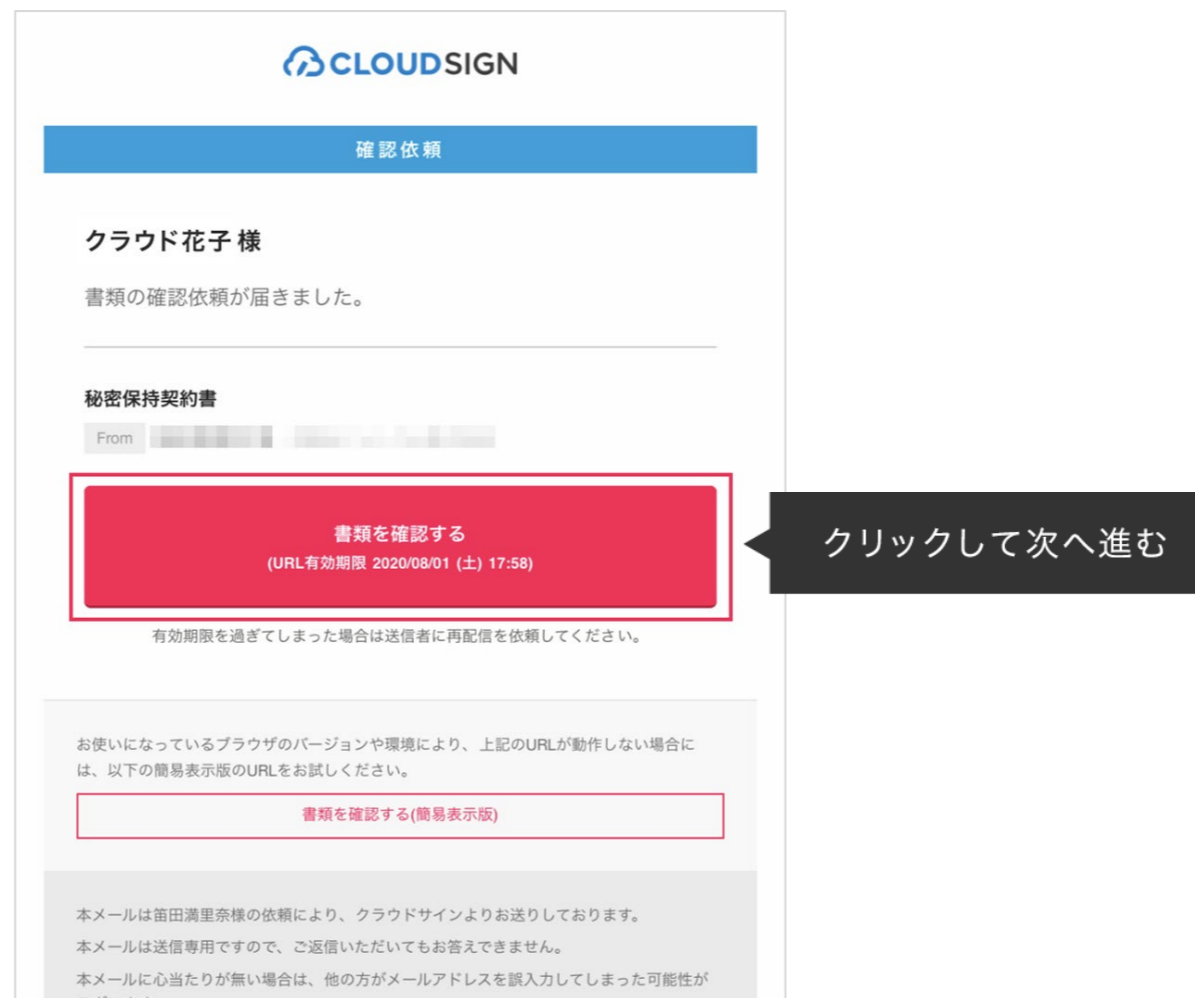 CLOUDSIGN
確認依頼
クラウド花子 様
書類の確認依頼が届きました。
秘密保持契約書
From
書類を確認する
(URL有効期限 2020/08/01 (土) 17:58)
クリックして次へ進む
有効期限を過ぎてしまった場合は送信者に再配信を依頼してください。
お使いになっているブラウザのバージョンや環境により、上記のURLが動作しない場合に
は、以下の簡易表示版のURLをお試しください。
書類を確認する(簡易表示版)
本メールは笛田満里奈様の依頼により、クラウドサインよりお送りしております。
本メールは送信専用ですので、ご返信いただいてもお答えできません。
本メールに心当たりが無い場合は、他の方がメールアドレスを誤入力してしまった可能性が